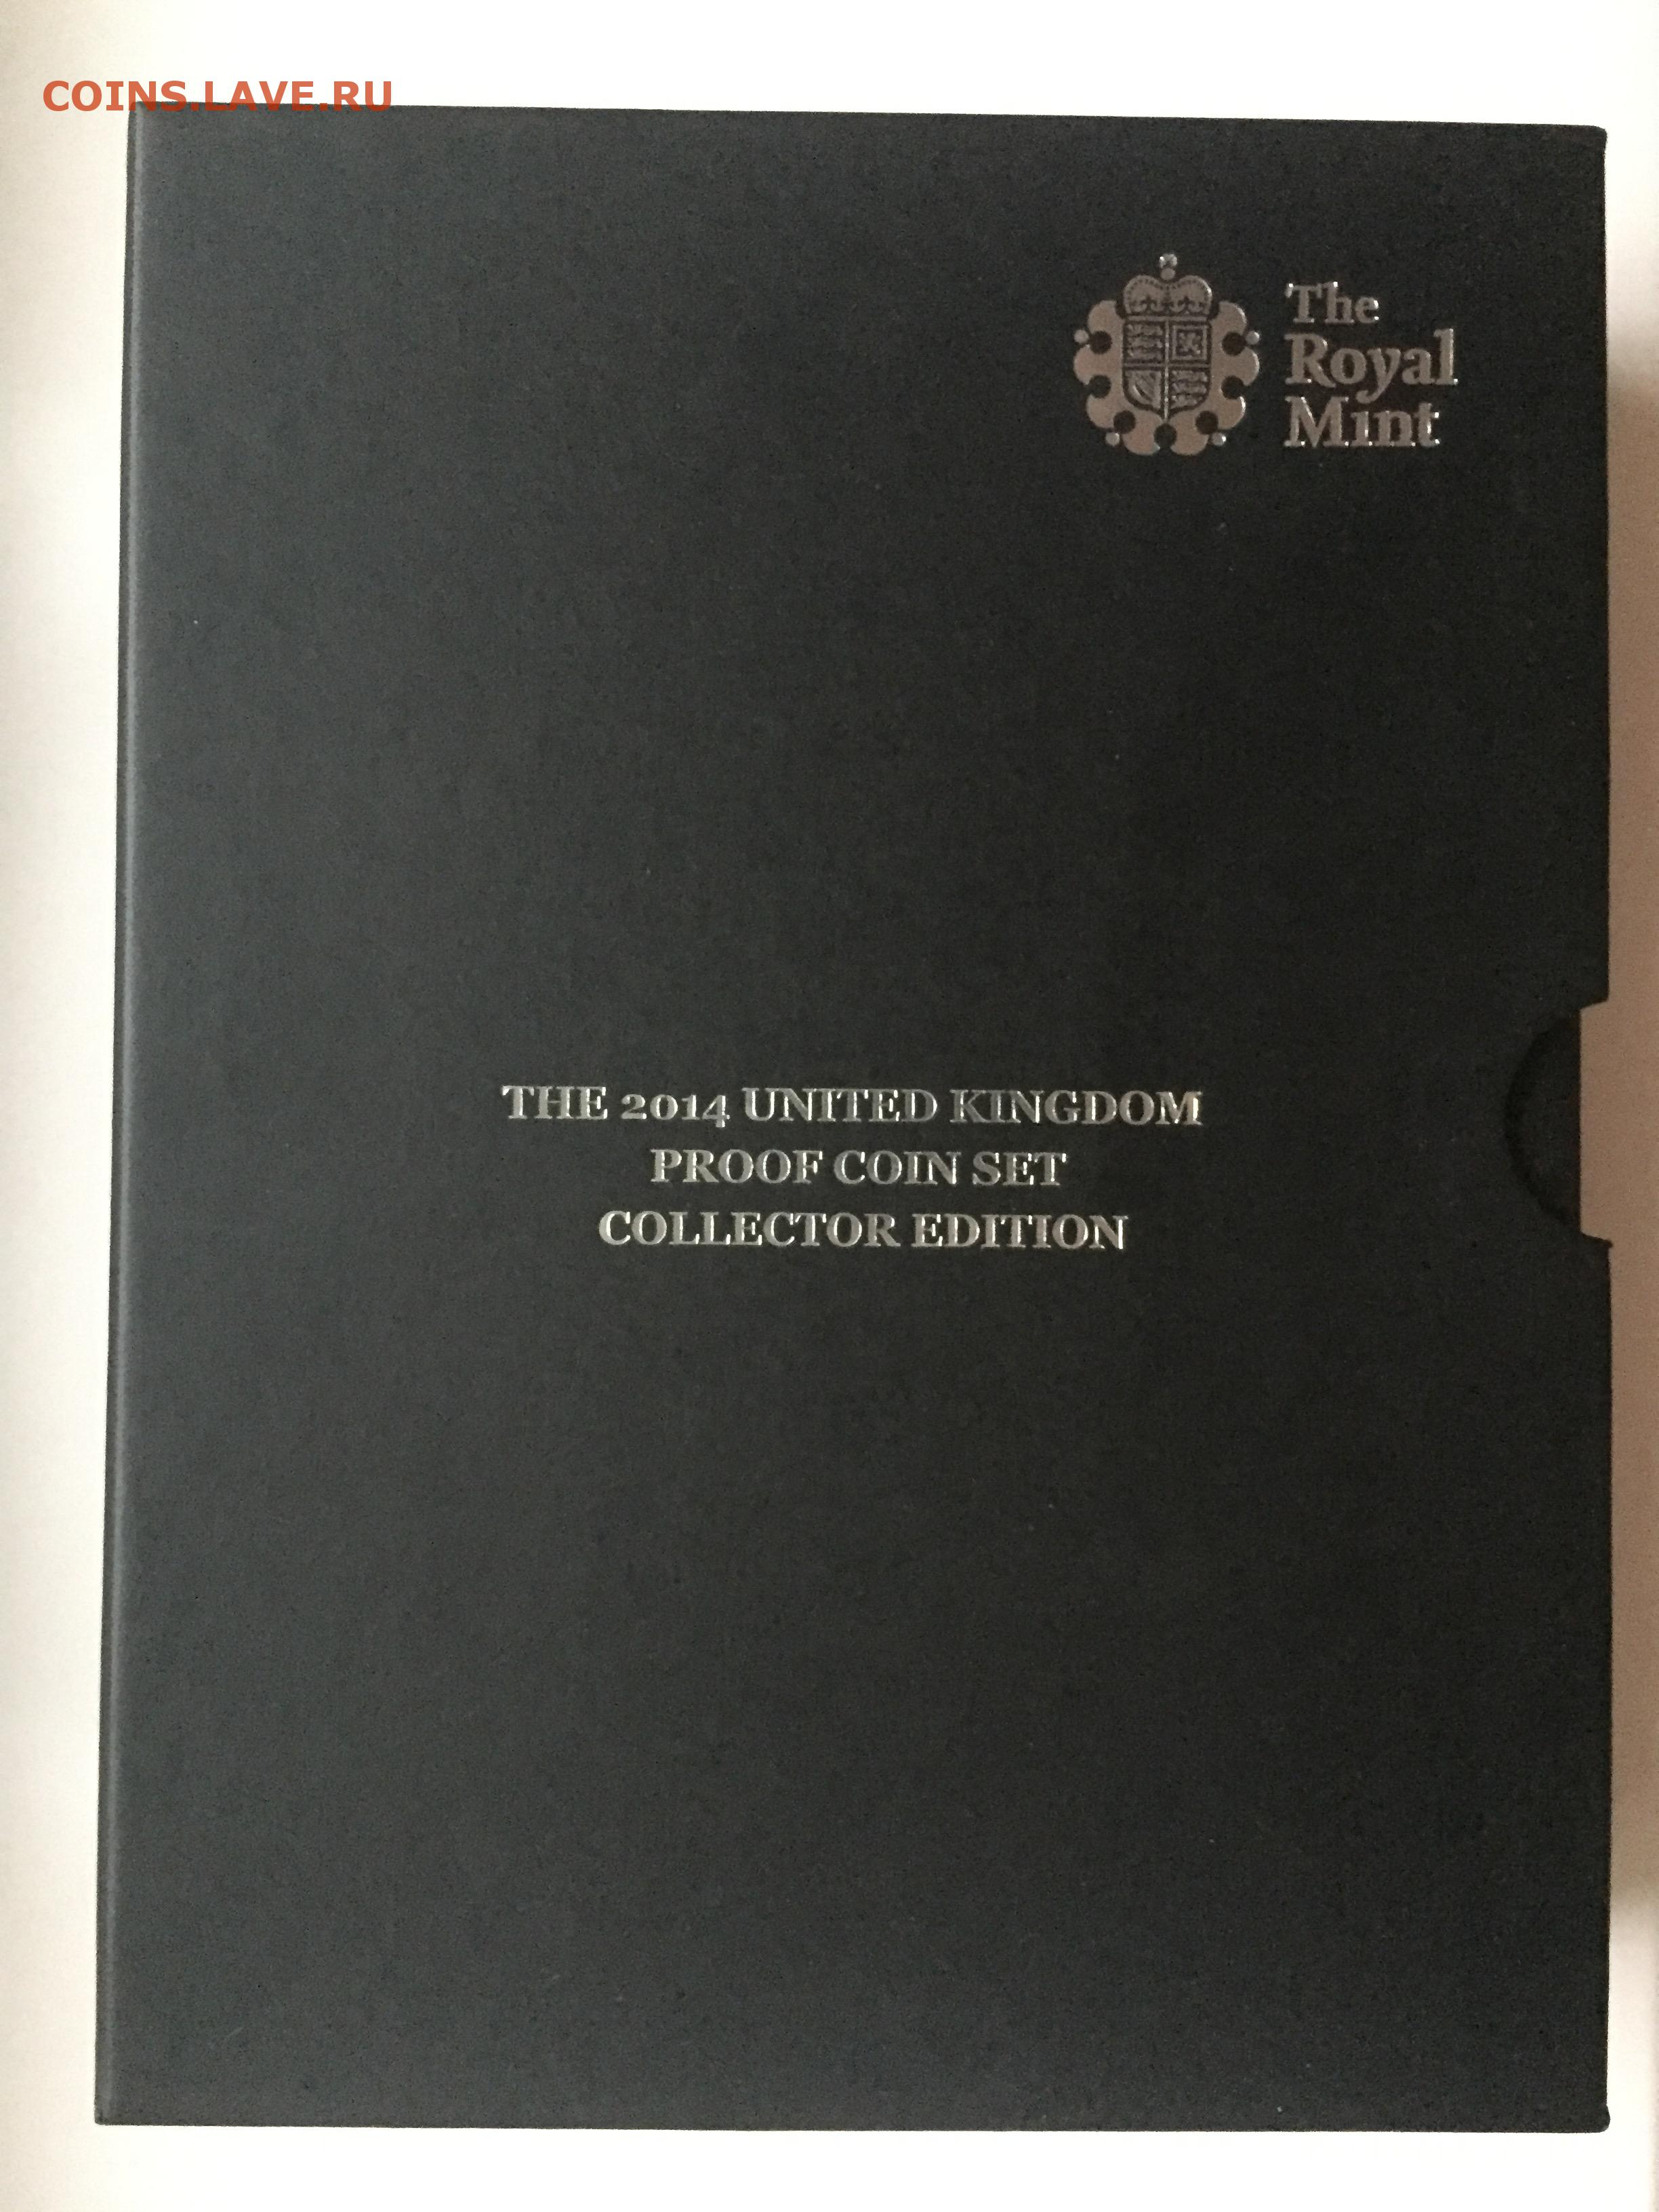 COINS.LAVE.RU
The
Royal
Mint
THE 2014 UNITED KINGDOM
PROOF COIN SET
COLLECTOR EDITION